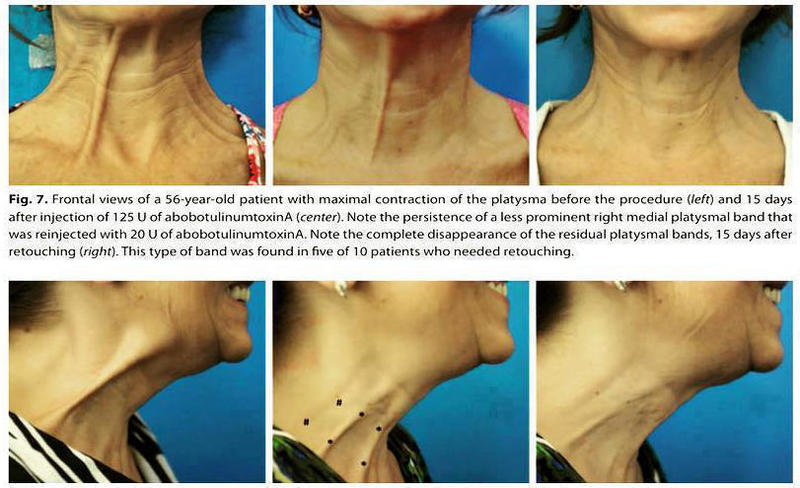 Fig. 7. Frontal views of a 56-year-old patient with maximal contraction of the platysma before the procedure (left) and 15 days
after injection of 125 U of abobotulinumtoxinA (center). Note the persistence of a less prominent right medial platysmal band that
was reinjected with 20 U of abobotulinumtoxinA. Note the complete disappearance of the residual platysmal bands, 15 days after
retouching (right). This type of band was found in five of 10 patients who needed retouching.
#
# *
* *
*